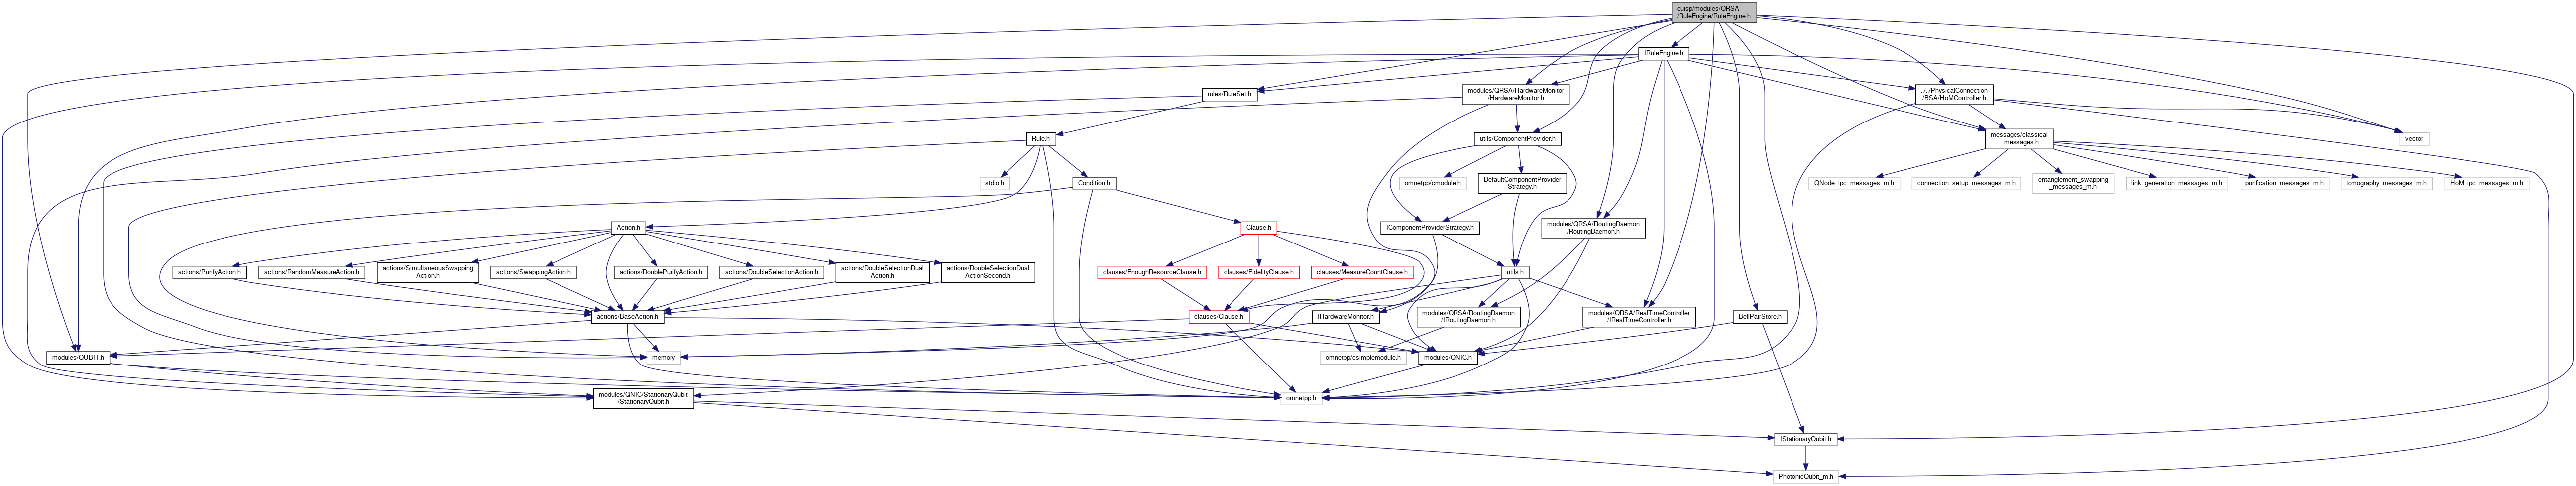 quisp/modules/QRSA
/RuleEngine/RuleEngine.h
IRuleEngine.h
rules/RuleSet.h
modules/QRSA/HardwareMonitor
/HardwareMonitor.h
../../PhysicalConnection
/BSA/HoMController.h
Rule.h
utils/ComponentProvider.h
messages/classical
_messages.h
vector
stdio.h
Condition.h
omnetpp/cmodule.h
DefaultComponentProvider
Strategy.h
QNode_ipc_messages_m.h
connection_setup_messages_m.h
entanglement_swapping
_messages_m.h
link_generation_messages_m.h
purification_messages_m.h
tomography_messages_m.h
HoM_ipc_messages_m.h
Action.h
Clause.h
IComponentProviderStrategy.h
modules/QRSA/RoutingDaemon
/RoutingDaemon.h
actions/PurifyAction.h
actions/RandomMeasureAction.h
actions/SimultaneousSwapping
Action.h
actions/SwappingAction.h
actions/DoublePurifyAction.h
actions/DoubleSelectionAction.h
actions/DoubleSelectionDual
Action.h
actions/DoubleSelectionDual
ActionSecond.h
clauses/EnoughResourceClause.h
clauses/FidelityClause.h
clauses/MeasureCountClause.h
utils.h
actions/BaseAction.h
clauses/Clause.h
IHardwareMonitor.h
modules/QRSA/RoutingDaemon
/IRoutingDaemon.h
modules/QRSA/RealTimeController
/IRealTimeController.h
BellPairStore.h
modules/QUBIT.h
memory
omnetpp/csimplemodule.h
modules/QNIC.h
modules/QNIC/StationaryQubit
/StationaryQubit.h
omnetpp.h
IStationaryQubit.h
PhotonicQubit_m.h